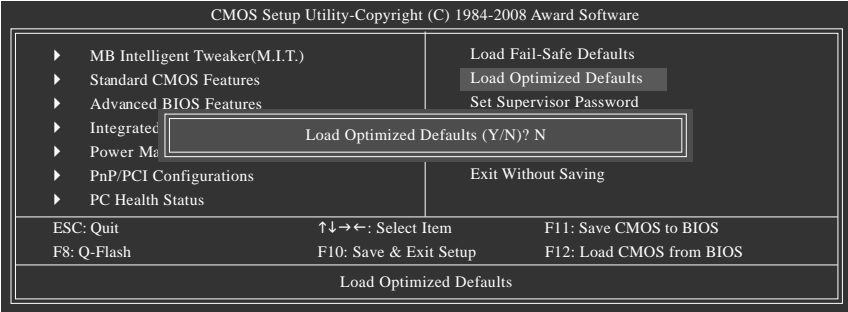 CMOS Setup Utility-Copyright (C) 1984-2008 Award Software
MB Intelligent Tweaker(M.I.T.)
Standard CMOS Features
Advanced BIOS Features
Integrated
Power Ma
PnP/PCI Configurations
PC Health Status
Load Fail-Safe Defaults
Load Optimized Defaults
Set Supervisor Password
Exit Without Saving
Load Optimized Defaults (Y/N)? N
ESC: Quit ↑↓→←: Select Item F11: Save CMOS to BIOS
F8: Q-Flash F10: Save & Exit Setup F12: Load CMOS from BIOS
Load Optimized Defaults